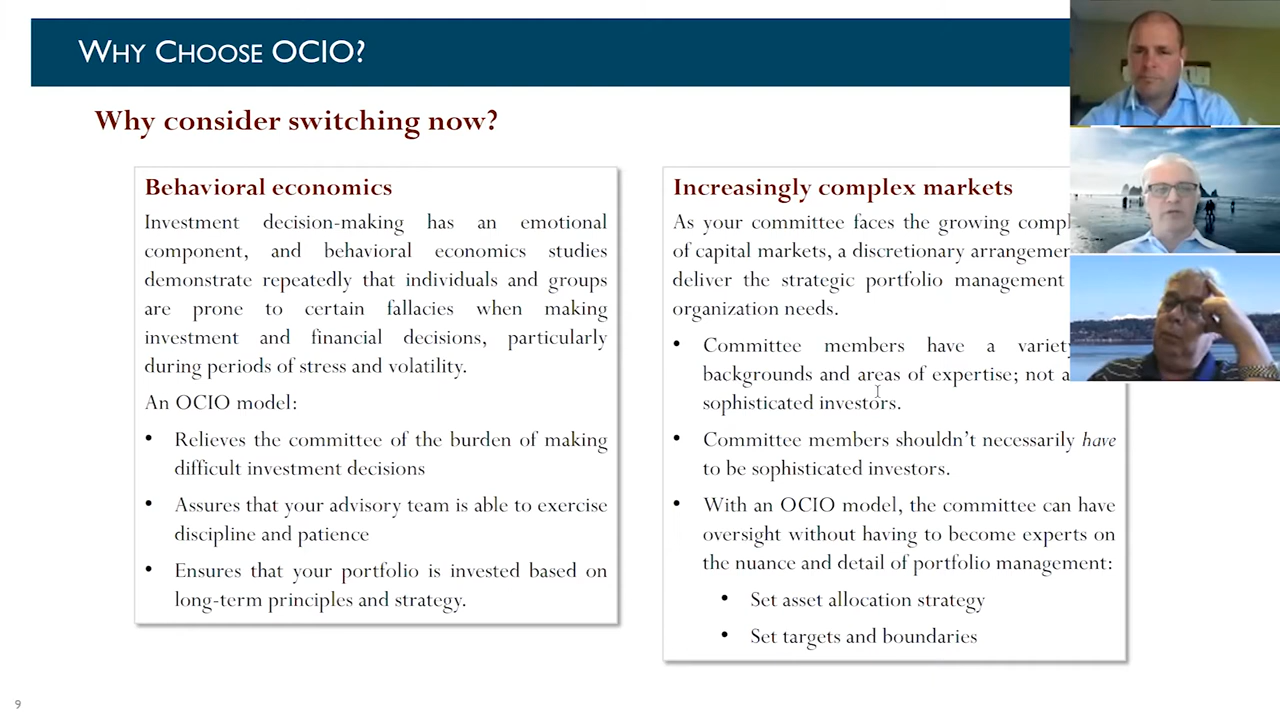 WHY CHOOSE OCIO?
Why consider switching now?
Behavioral economics
Investment decision-making has an emotional
component, and behavioral economics studies
demonstrate repeatedly that individuals and groups
are prone to certain fallacies when making
investment and financial decisions, particularly
during periods of stress and volatility.
An OCIO model:
• Relieves the committee of the burden of making
difficult investment decisions
• Assures that your advisory team is able to exercise
discipline and patience
• Ensures that your portfolio is invested based on
long-term principles and strategy.
Increasingly complex markets
As your committee faces the growing
of capital markets, a discretionary
deliver the strategic portfolio management
organization needs.
• Committee members have a
backgrounds and areas of expertise; not
sophisticated investors.
• Committee members shouldn't necessarily have
to be sophisticated investors.
• With an OCIO model, the committee can have
oversight without having to become experts on
the nuance and detail of portfolio management:
• Set asset allocation strategy
• Set targets and boundaries
9